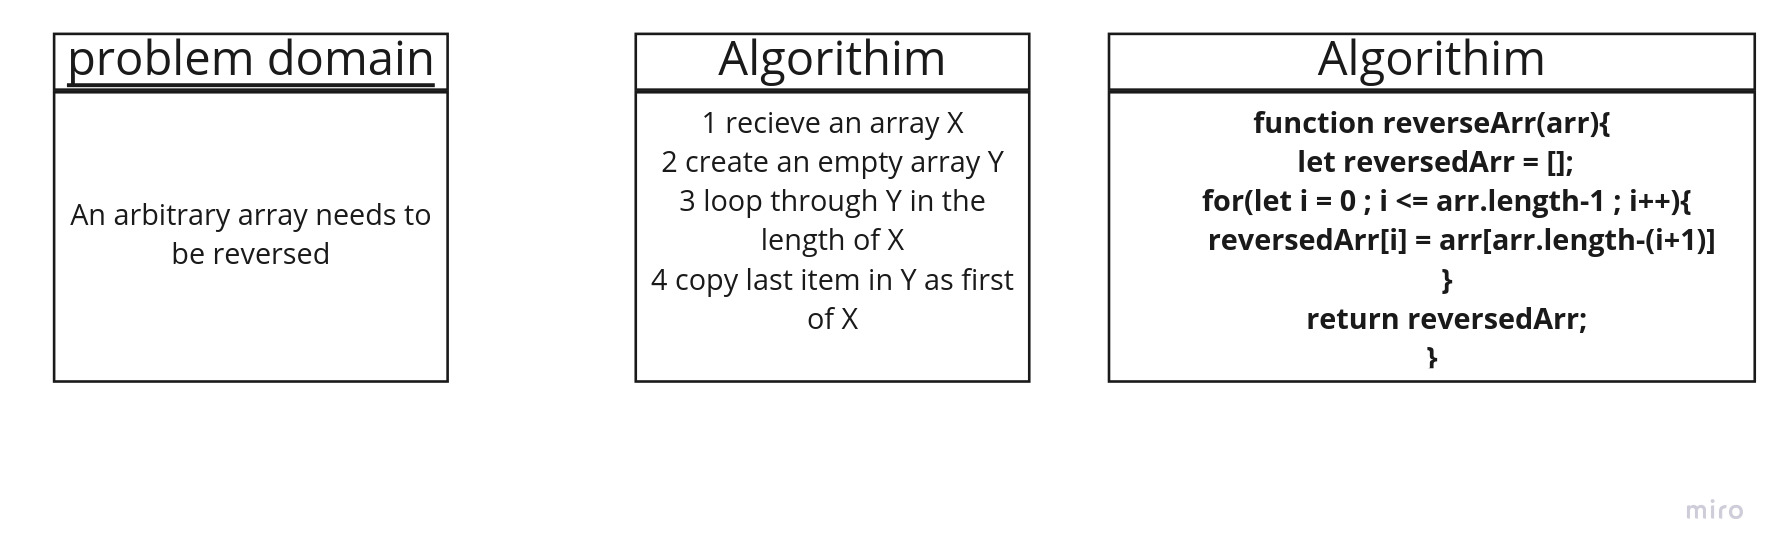 problem domain
An arbitrary array needs to
be reversed
Algorithim
1 recieve an array X
2 create an empty array Y
3 loop through Y in the
length of X
4 copy last item in Y as first
of X
Algorithim
function reverseArr(arr){
let reversedArr = [];
for(let i = 0 ; i <= arr.length-1 ; i++){
reversedArr[i] = arr[arr.length-(i+1)]
}
return reversedArr;
}
miro